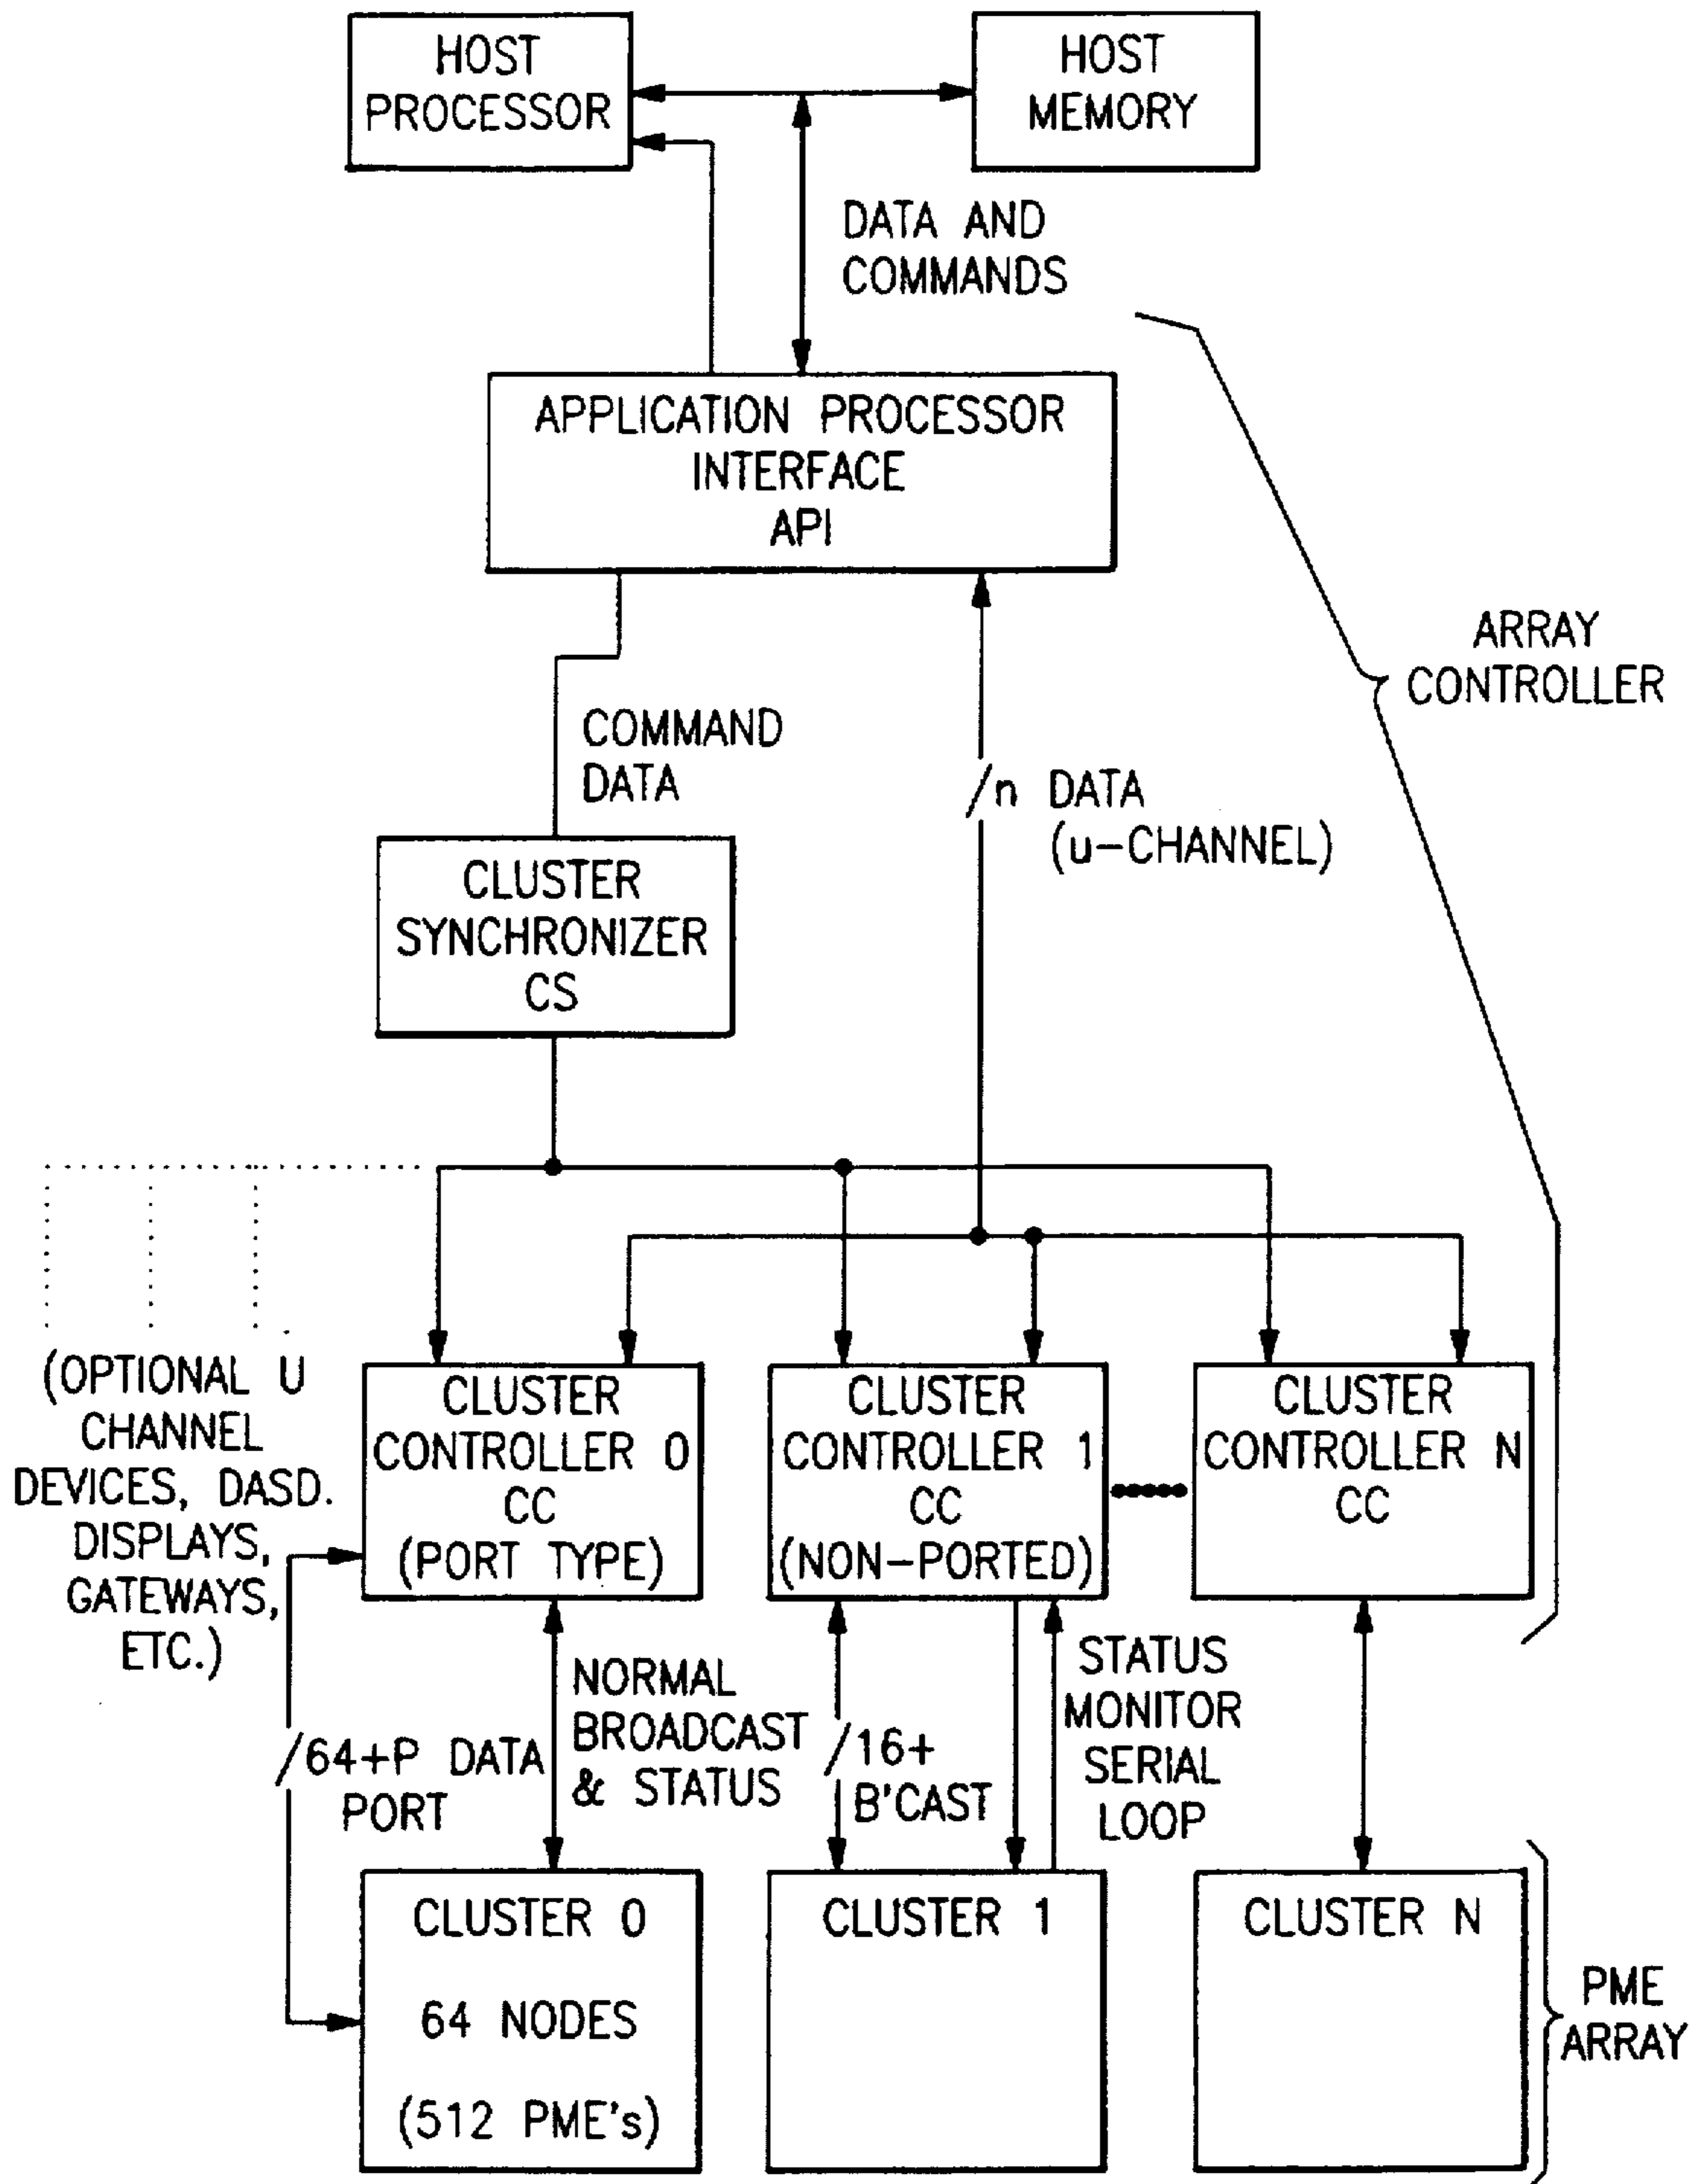 HOST
PROCESSOR
HOST
MEMORY
DATA AND
COMMANDS
APPLICATION PROCESSOR
INTERFACE
API
ARRAY
CONTROLLER
COMMAND
DATA
/n DATA
(u-CHANNEL)
CLUSTER
SYNCHRONIZER
CS
(OPTIONAL U
CHANNEL
DEVICES, DASD.
DISPLAYS,
GATEWAYS,
ETC.)
CLUSTER
CONTROLLER 0
CC
(PORT TYPE)
CLUSTER
CONTROLLER 1
CC
(NON-PORTED)
CLUSTER
CONTROLLER N
CC
/64+P DATA
PORT
NORMAL
BROADCAST
& STATUS
/16+
B'CAST
STATUS
MONITOR
SERIAL
LOOP
CLUSTER 0
64 NODES
(512 PME's)
CLUSTER 1
CLUSTER N
PME
ARRAY